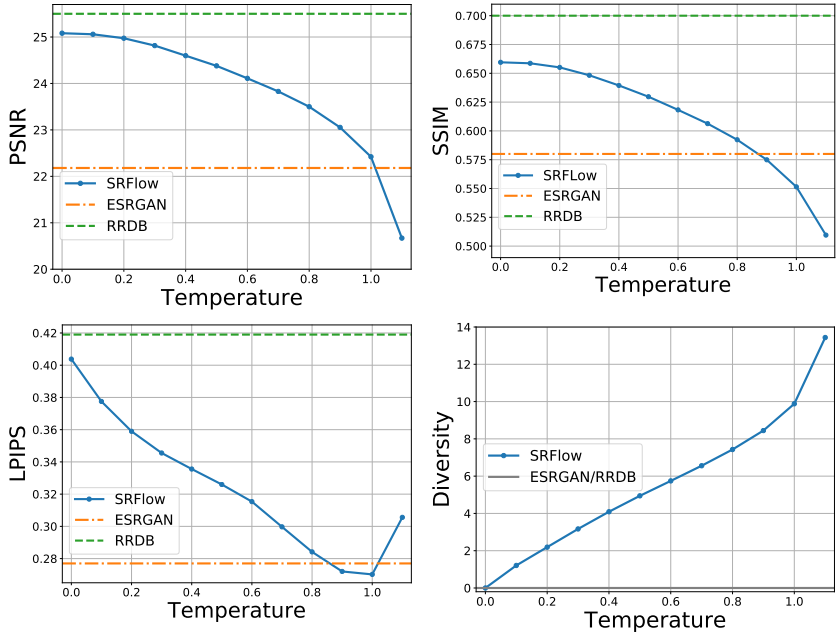 PSNR
25
24
23
22
21
20
SRFlow
ESRGAN
RRDB
0.0 0.2 0.4 0.6 0.8 1.0
Temperature
SSIM
0.700
0.675
0.650
0.625
0.600
0.575
0.550
0.525
0.500
SRFLow
ESRGAN
RRDB
0.0 0.2 0.4 0.6 0.8 1.0
Temperature
LPIPS
0.42
0.40
0.38
0.36
0.34
0.32
0.30
0.28
SRFlow
ESRGAN
RRDB
0.0 0.2 0.4 0.6 0.8 1.0
Temperature
Diversity
14
12
10
8
6
4
2
0
SRFlow
ESRGAN/RRDB
0.0 0.2 0.4 0.6 0.8 1.0
Temperature